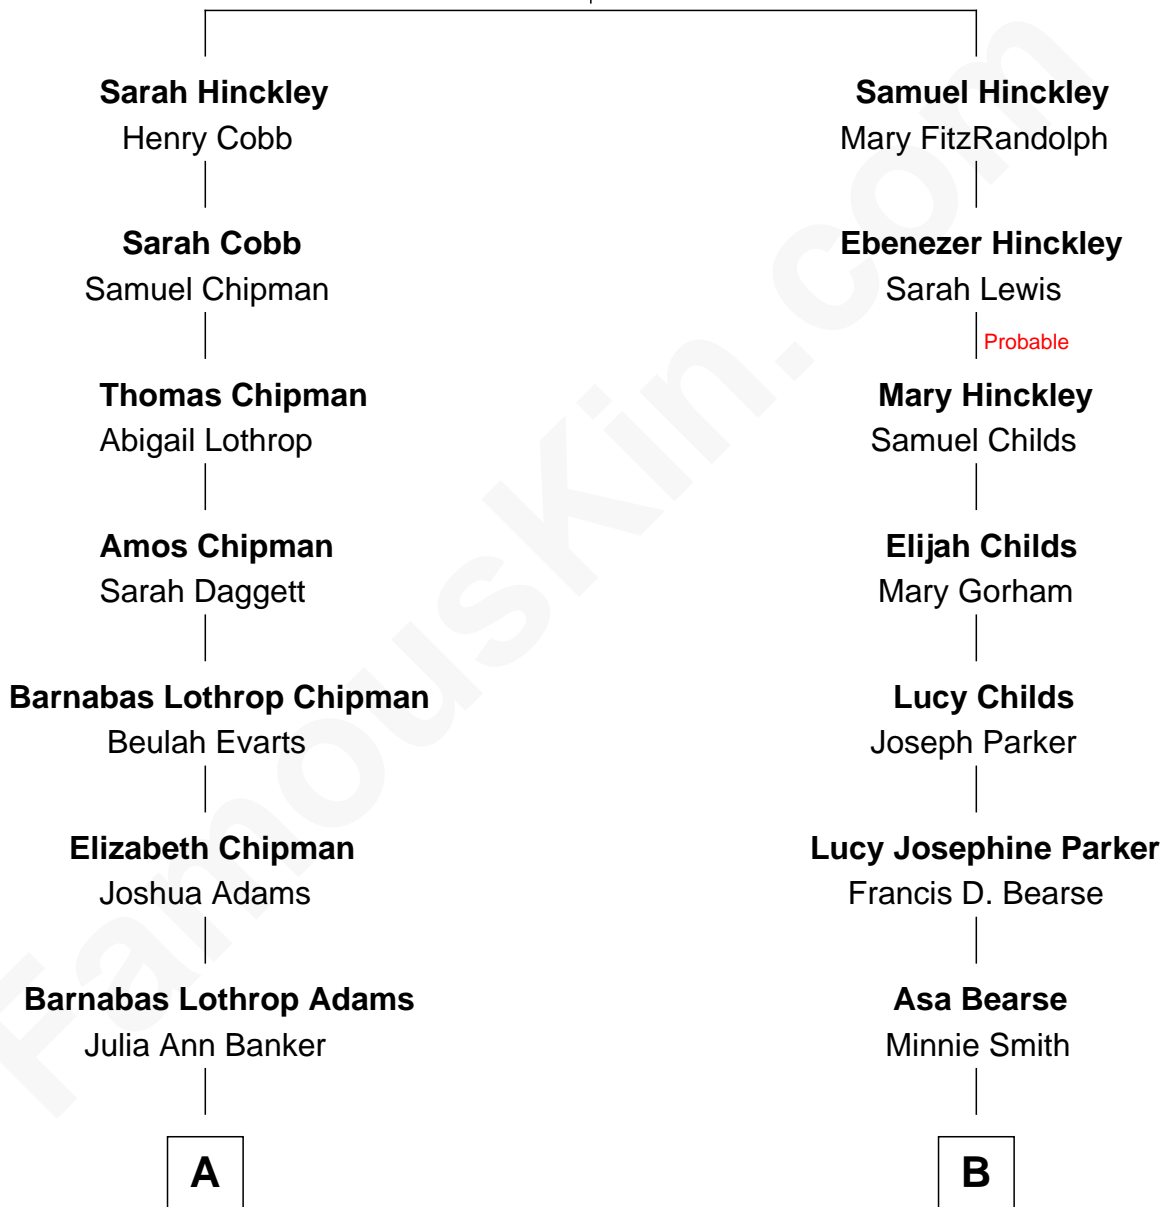 Sarah Hinckley
Henry Cobb
Sarah Cobb
Samuel Chipman
Thomas Chipman
Abigail Lothrop
Amos Chipman
Sarah Daggett
Barnabas Lothrop Chipman
Beulah Evarts
Elizabeth Chipman
Joshua Adams
Barnabas Lothrop Adams
Julia Ann Banker
A
Samuel Hinckley
Mary FitzRandolph
Ebenezer Hinckley
Sarah Lewis
Probable
Mary Hinckley
Samuel Childs
Elijah Childs
Mary Gorham
Lucy Childs
Joseph Parker
Lucy Josephine Parker
Francis D. Bearse
Asa Bearse
Minnie Smith
B
FamousKin.com